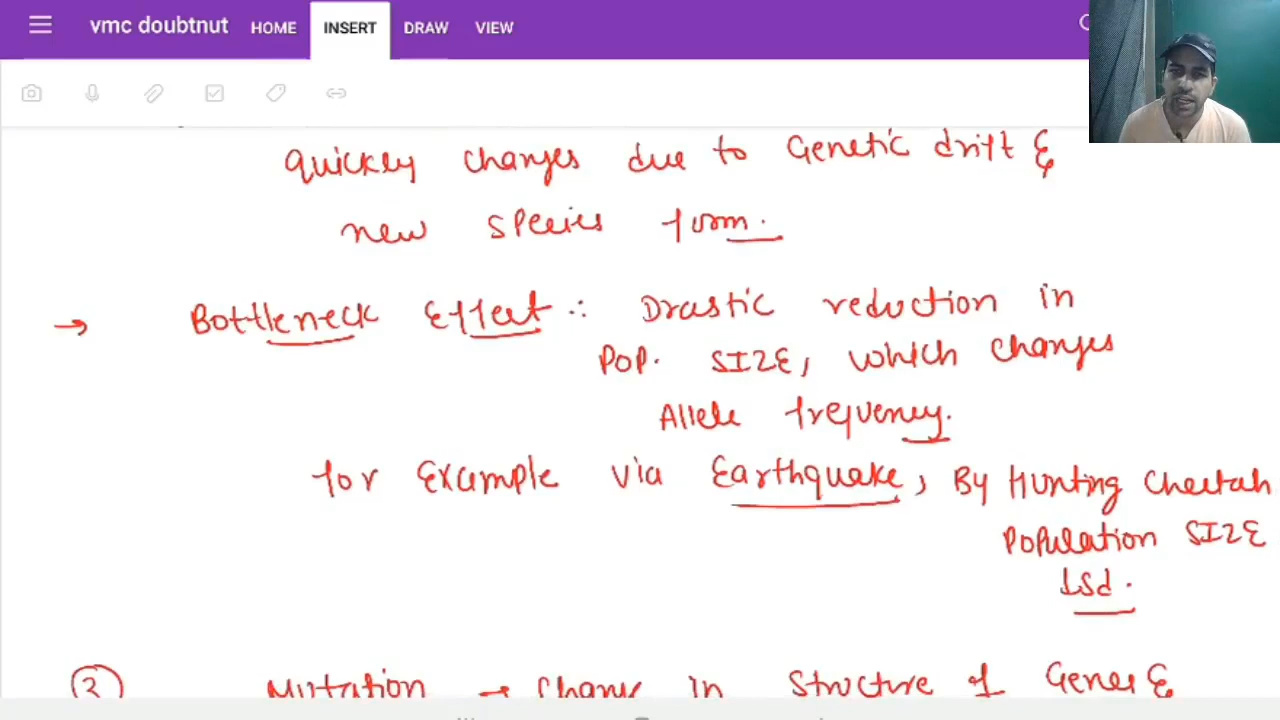 vmc doubtnut HOME INSERT DRAW VIEW
Quickly changes due to Genetic drift &
new species form.
→ Bottleneck Effect :. Drastic reduction in
Pop. SIZE, which changes
Allele frequency.
for Example via Earthquake, By Hunting Cheetah
Population SIZE
↓sd.
③ Mutation → Change in Structure of Genes &